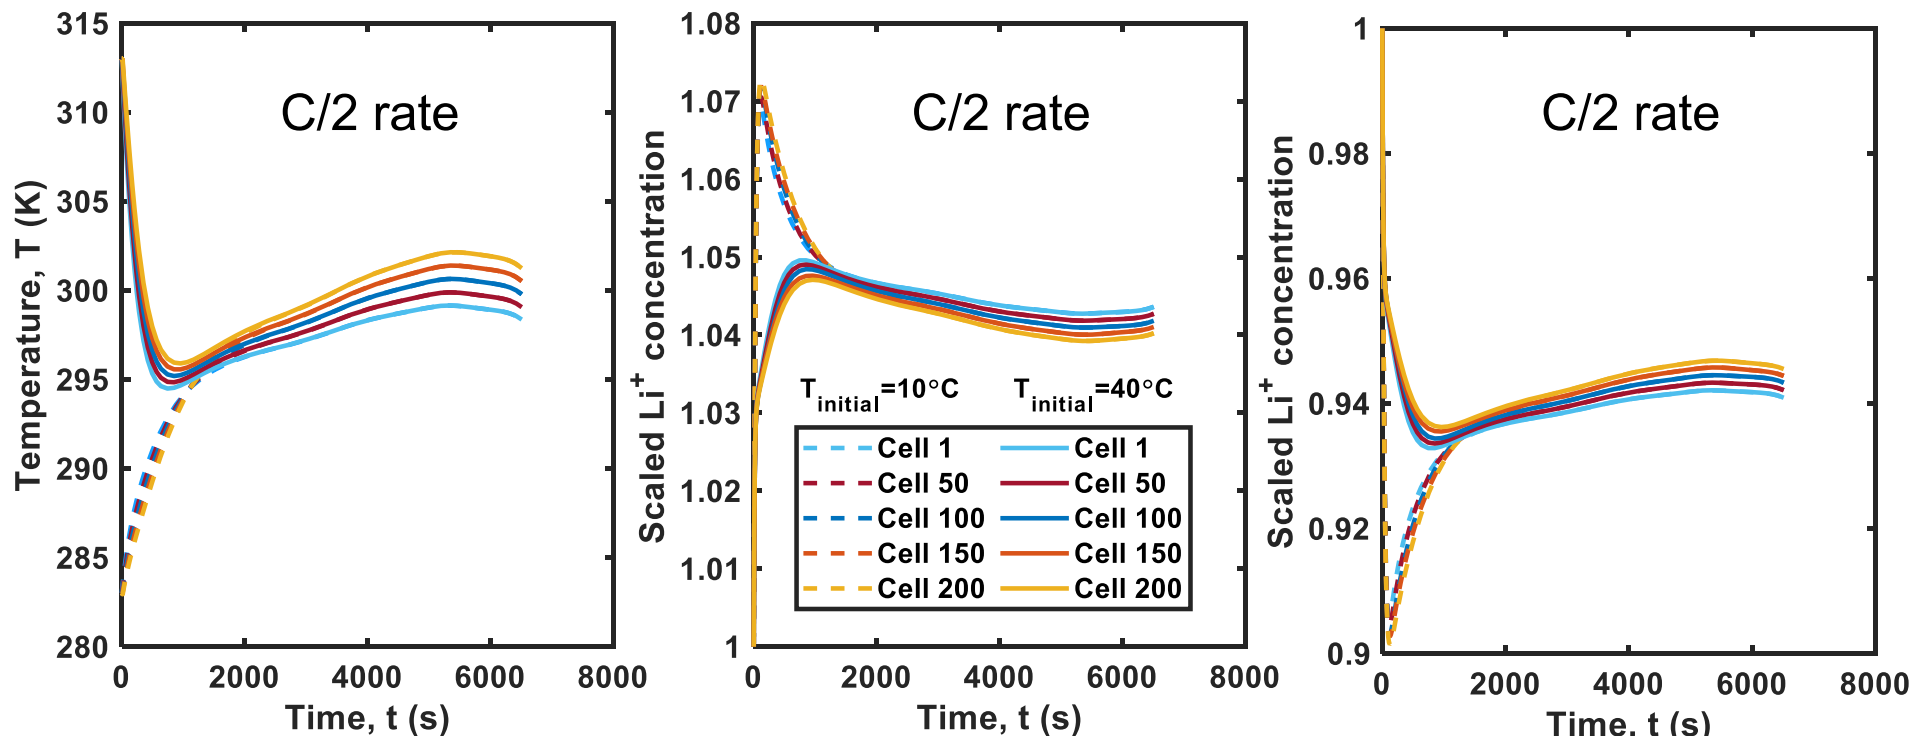 315
310
305
300
295
290
285
280
Temperature, T (K)
C/2 rate
0 2000 4000 6000 8000
Time, t (s)
1.08
1.07
1.06
1.05
1.04
1.03
1.02
1.01
1
Scaled Li⁺ concentration
C/2 rate
T_initial=10°C T_initial=40°C
Cell 1 Cell 1
Cell 50 Cell 50
Cell 100 Cell 100
Cell 150 Cell 150
Cell 200 Cell 200
0 2000 4000 6000 8000
Time, t (s)
1
0.98
0.96
0.94
0.92
0.9
Scaled Li⁺ concentration
C/2 rate
0 2000 4000 6000 8000
Time, t (s)